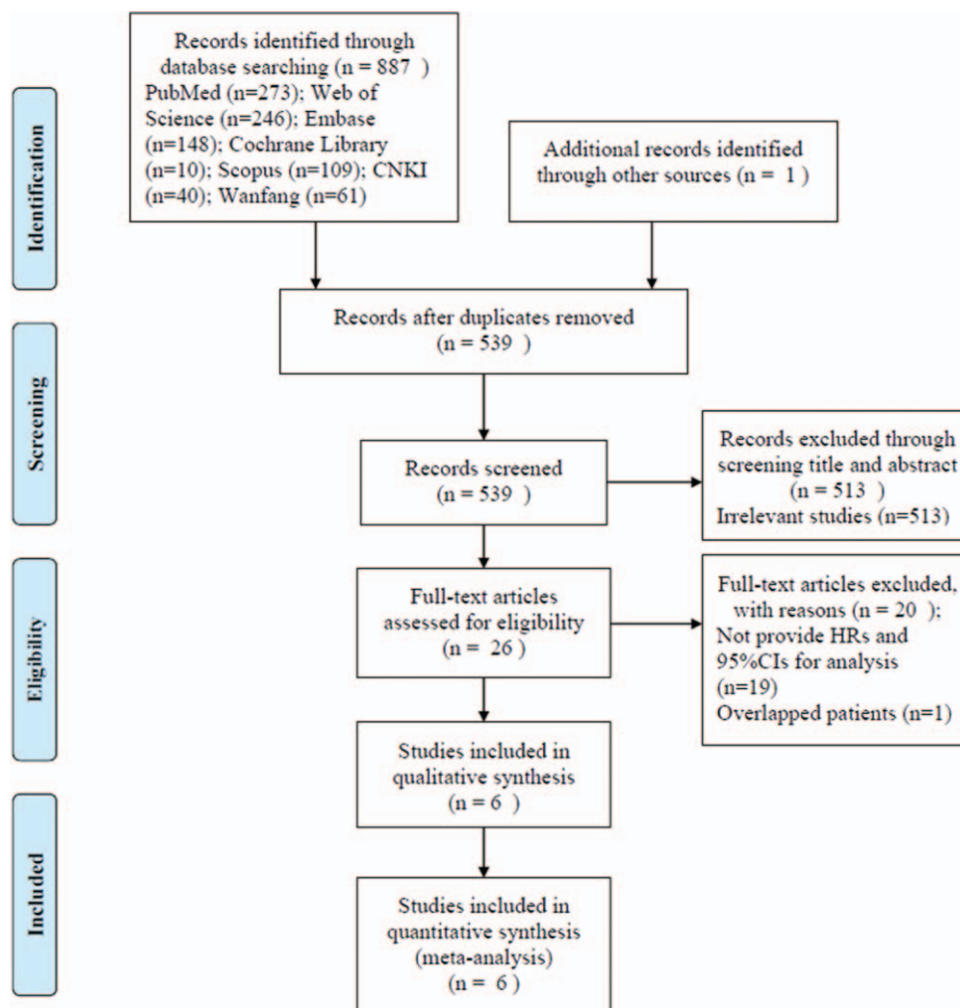 Records identified through
database searching (n = 887 )
PubMed (n=273); Web of
Science (n=246); Embase
(n=148); Cochrane Library
(n=10); Scopus (n=109); CNKI
(n=40); Wanfang (n=61)
Additional records identified
through other sources (n = 1 )
Identification
Records after duplicates removed
(n = 539 )
Screening
Records screened
(n = 539 )
Records excluded through
screening title and abstract
(n = 513 )
Irrelevant studies (n=513)
Eligibility
Full-text articles
assessed for eligibility
(n = 26 )
Full-text articles excluded,
with reasons (n = 20 );
Not provide HRs and
95%CIs for analysis
(n=19)
Overlapped patients (n=1)
Studies included in
qualitative synthesis
(n = 6 )
Included
Studies included in
quantitative synthesis
(meta-analysis)
(n = 6 )